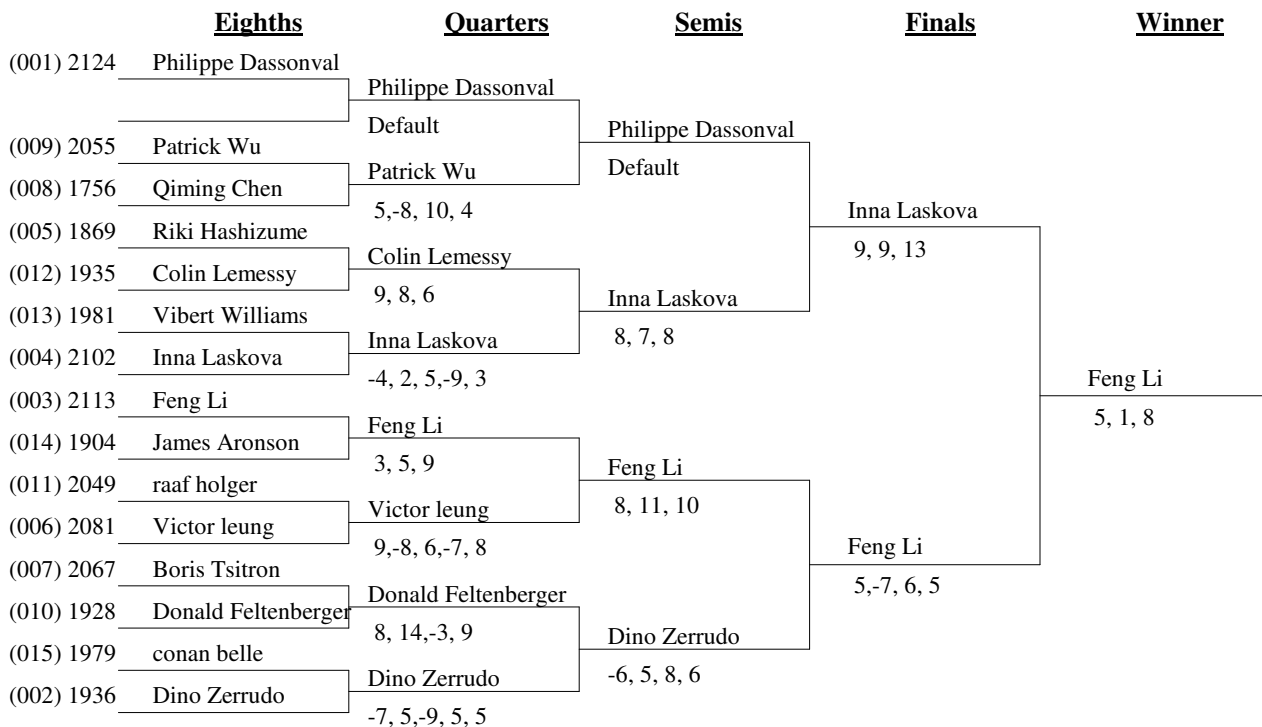 Eighths Quarters Semis Finals Winner
(001) 2124 Philippe Dassonval
Philippe Dassonval
Default
Philippe Dassonval
(009) 2055 Patrick Wu
Default
Patrick Wu
(008) 1756 Qiming Chen
5,-8, 10, 4
Inna Laskova
(005) 1869 Riki Hashizume
9, 9, 13
Colin Lemessy
(012) 1935 Colin Lemessy
9, 8, 6
Inna Laskova
(013) 1981 Vibert Williams
8, 7, 8
Inna Laskova
(004) 2102 Inna Laskova
-4, 2, 5,-9, 3
Feng Li
(003) 2113 Feng Li
5, 1, 8
Feng Li
(014) 1904 James Aronson
3, 5, 9
Feng Li
(011) 2049 raaf holger
8, 11, 10
Victor leung
(006) 2081 Victor leung
9,-8, 6,-7, 8
Feng Li
(007) 2067 Boris Tsitron
5,-7, 6, 5
Donald Feltenberger
(010) 1928 Donald Feltenberger
8, 14,-3, 9
Dino Zerrudo
(015) 1979 conan belle
-6, 5, 8, 6
Dino Zerrudo
(002) 1936 Dino Zerrudo
-7, 5,-9, 5, 5